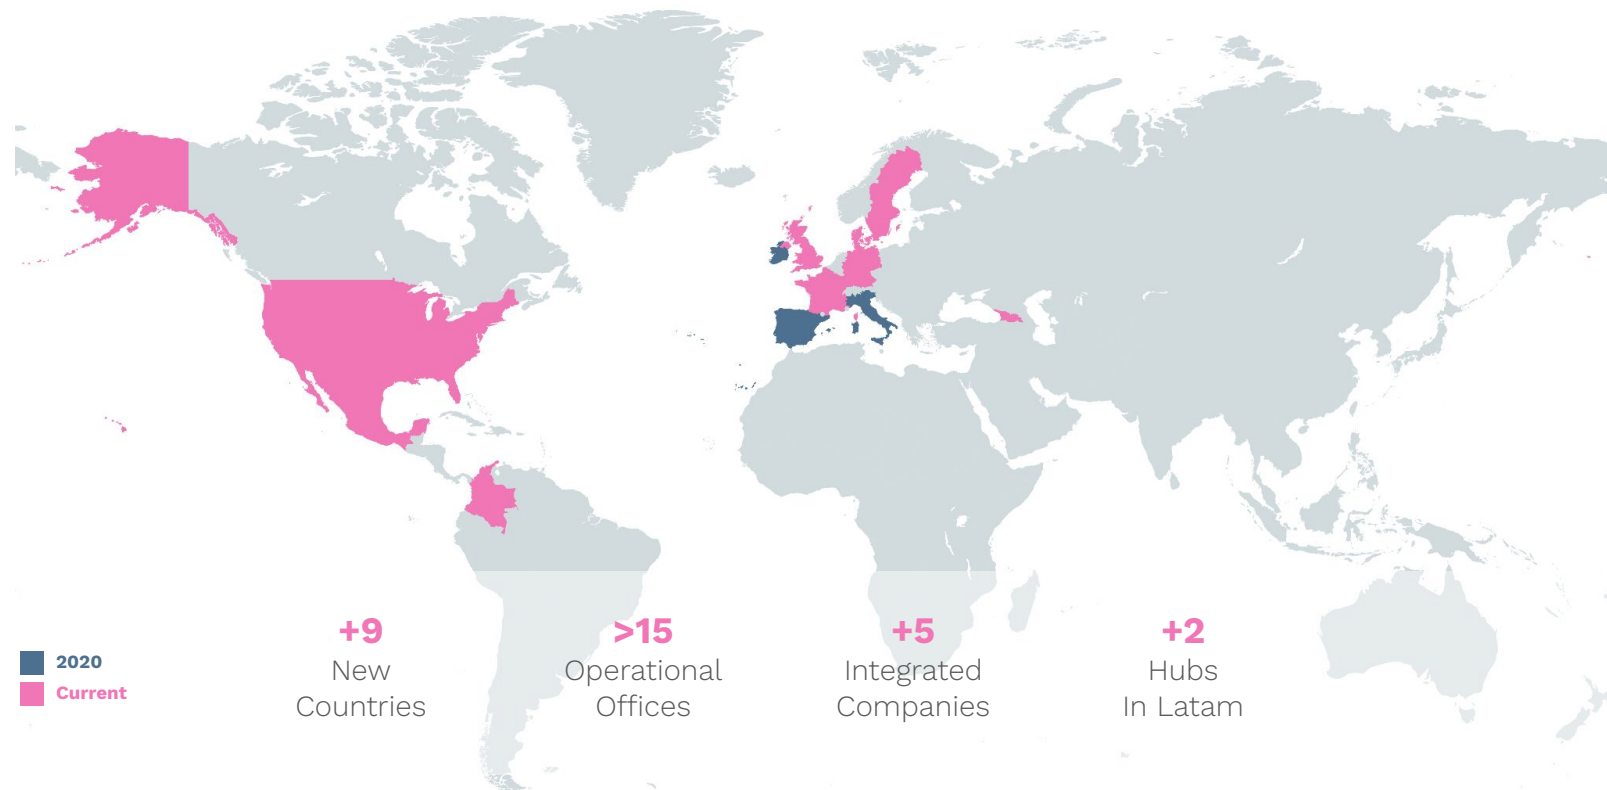 2020
Current
+9
New
Countries
>15
Operational
Offices
+5
Integrated
Companies
+2
Hubs
In Latam